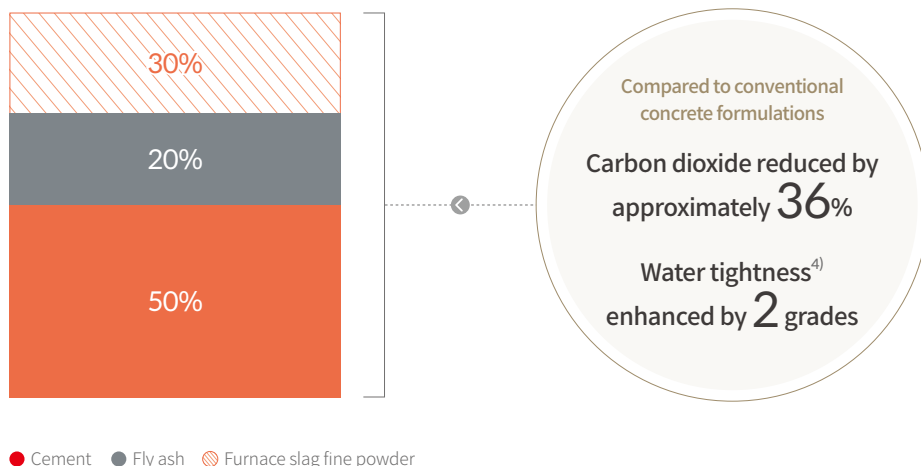 30%
20%
50%
Compared to conventional
concrete formulations
Carbon dioxide reduced by
approximately 36%
Water tightness4)
enhanced by 2 grades
Cement Fly ash Furnace slag fine powder